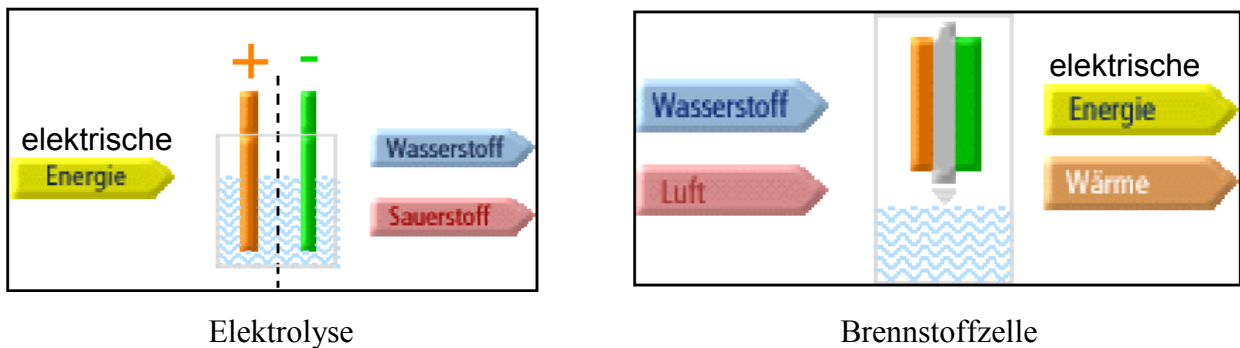 + -
elektrische
Energie
Wasserstoff
Sauerstoff
Elektrolyse
Wasserstoff
Luft
elektrische
Energie
Wärme
Brennstoffzelle